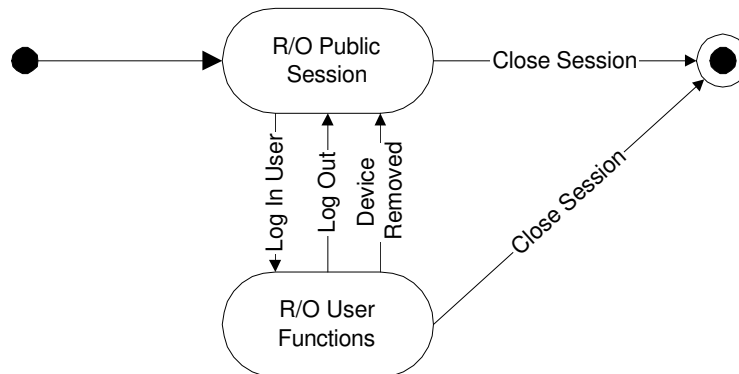 R/O Public
Session
Close Session
Log In User
Log Out
Device
Removed
Close Session
R/O User
Functions